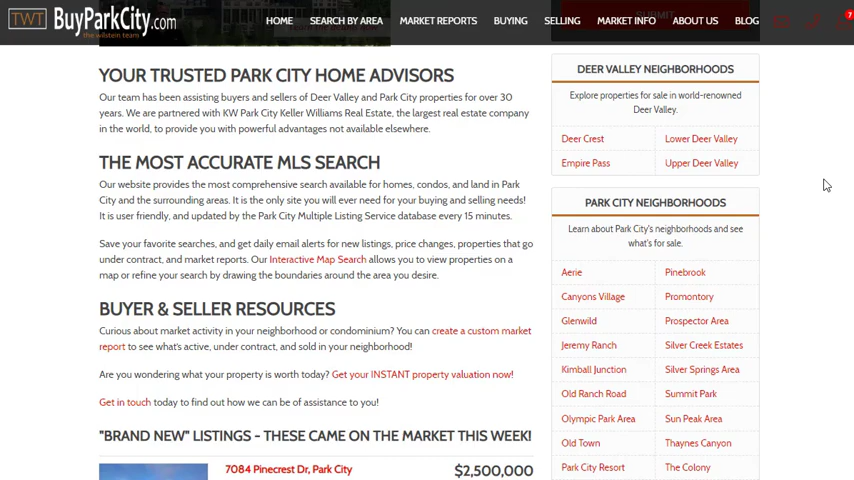 TWT BuyParkCity.com
the wilstein team
HOME SEARCH BY AREA MARKET REPORTS BUYING SELLING MARKET INFO ABOUT US BLOG
7
SUBMIT
YOUR TRUSTED PARK CITY HOME ADVISORS
Our team has been assisting buyers and sellers of Deer Valley and Park City properties for over 30
years. We are partnered with KW Park City Keller Williams Real Estate, the largest real estate company
in the world, to provide you with powerful advantages not available elsewhere.
THE MOST ACCURATE MLS SEARCH
Our website provides the most comprehensive search available for homes, condos, and land in Park
City and the surrounding areas. It is the only site you will ever need for your buying and selling needs!
It is user friendly, and updated by the Park City Multiple Listing Service database every 15 minutes.
Save your favorite searches, and get daily email alerts for new listings, price changes, properties that go
under contract, and market reports. Our Interactive Map Search allows you to view properties on a
map or refine your search by drawing the boundaries around the area you desire.
BUYER & SELLER RESOURCES
Curious about market activity in your neighborhood or condominium? You can create a custom market
report to see what's active, under contract, and sold in your neighborhood!
Are you wondering what your property is worth today? Get your INSTANT property valuation now!
Get in touch today to find out how we can be of assistance to you!
"BRAND NEW" LISTINGS - THESE CAME ON THE MARKET THIS WEEK!
7084 Pinecrest Dr, Park City $2,500,000
DEER VALLEY NEIGHBORHOODS
Explore properties for sale in world-renowned
Deer Valley.
Deer Crest Lower Deer Valley
Empire Pass Upper Deer Valley
PARK CITY NEIGHBORHOODS
Learn about Park City's neighborhoods and see
what's for sale.
Aerie Pinebrook
Canyons Village Promontory
Glenwild Prospector Area
Jeremy Ranch Silver Creek Estates
Kimball Junction Silver Springs Area
Old Ranch Road Summit Park
Olympic Park Area Sun Peak Area
Old Town Thaynes Canyon
Park City Resort The Colony